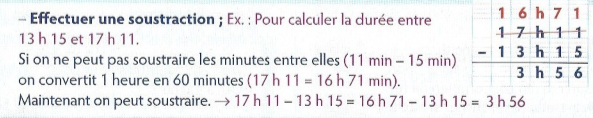 – Effectuer une soustraction ; Ex. : Pour calculer la durée entre
13 h 15 et 17 h 11.
Si on ne peut pas soustraire les minutes entre elles (11 min – 15 min)
on convertit 1 heure en 60 minutes (17 h 11 = 16 h 71 min).
Maintenant on peut soustraire. → 17 h 11 – 13 h 15 = 16 h 71 – 13 h 15 = 3 h 56
1 6 h 7 1
1 7 h 1 1
– 1 3 h 1 5
3 h 5 6